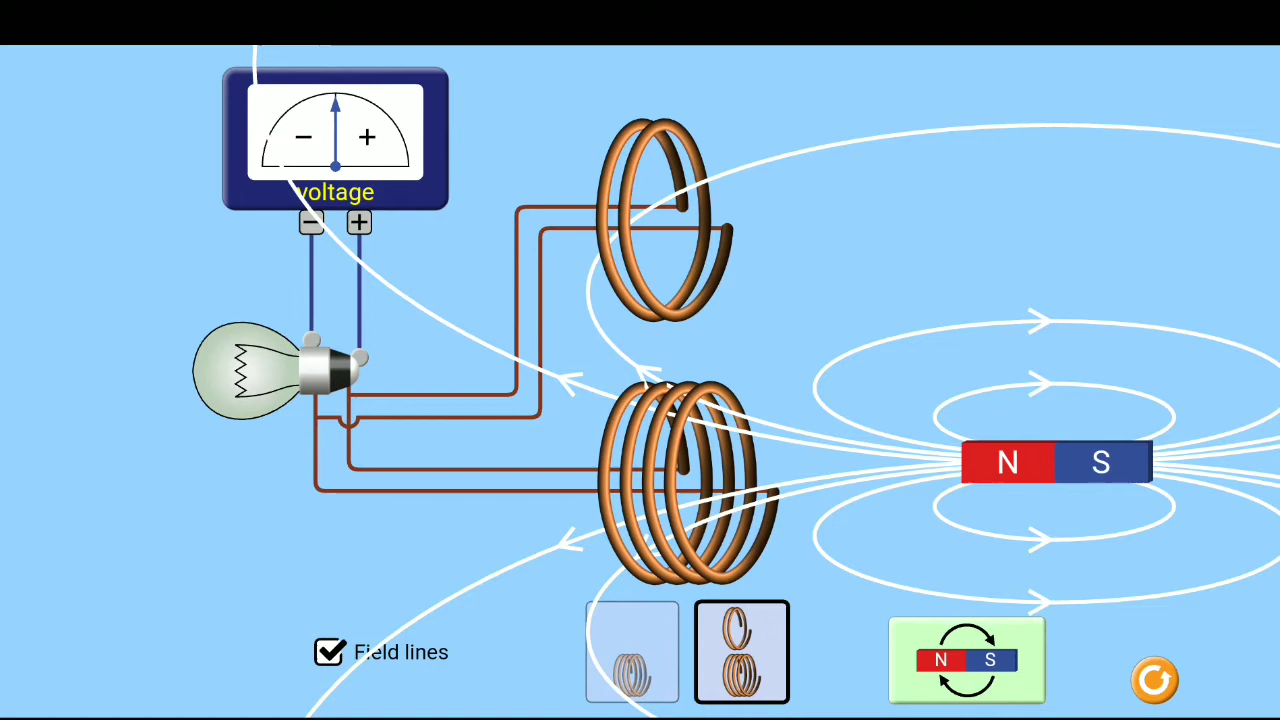 − +
voltage
− +
N S
Field lines
N S